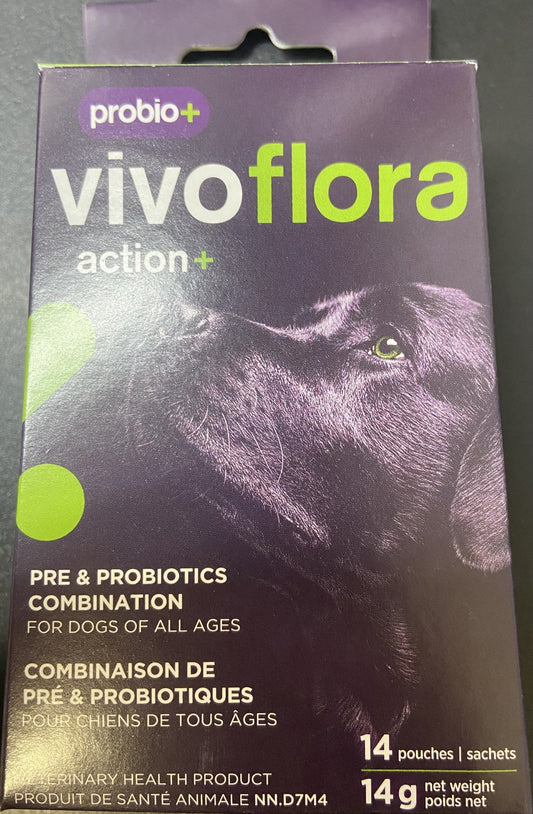 probio+
vivoflora
action+
PRE & PROBIOTICS
COMBINATION
FOR DOGS OF ALL AGES
COMBINAISON DE
PRÉ & PROBIOTIQUES
POUR CHIENS DE TOUS ÂGES
VETERINARY HEALTH PRODUCT
PRODUIT DE SANTÉ ANIMALE NN.D7M4
14 pouches | sachets
14 g net weight
poids net